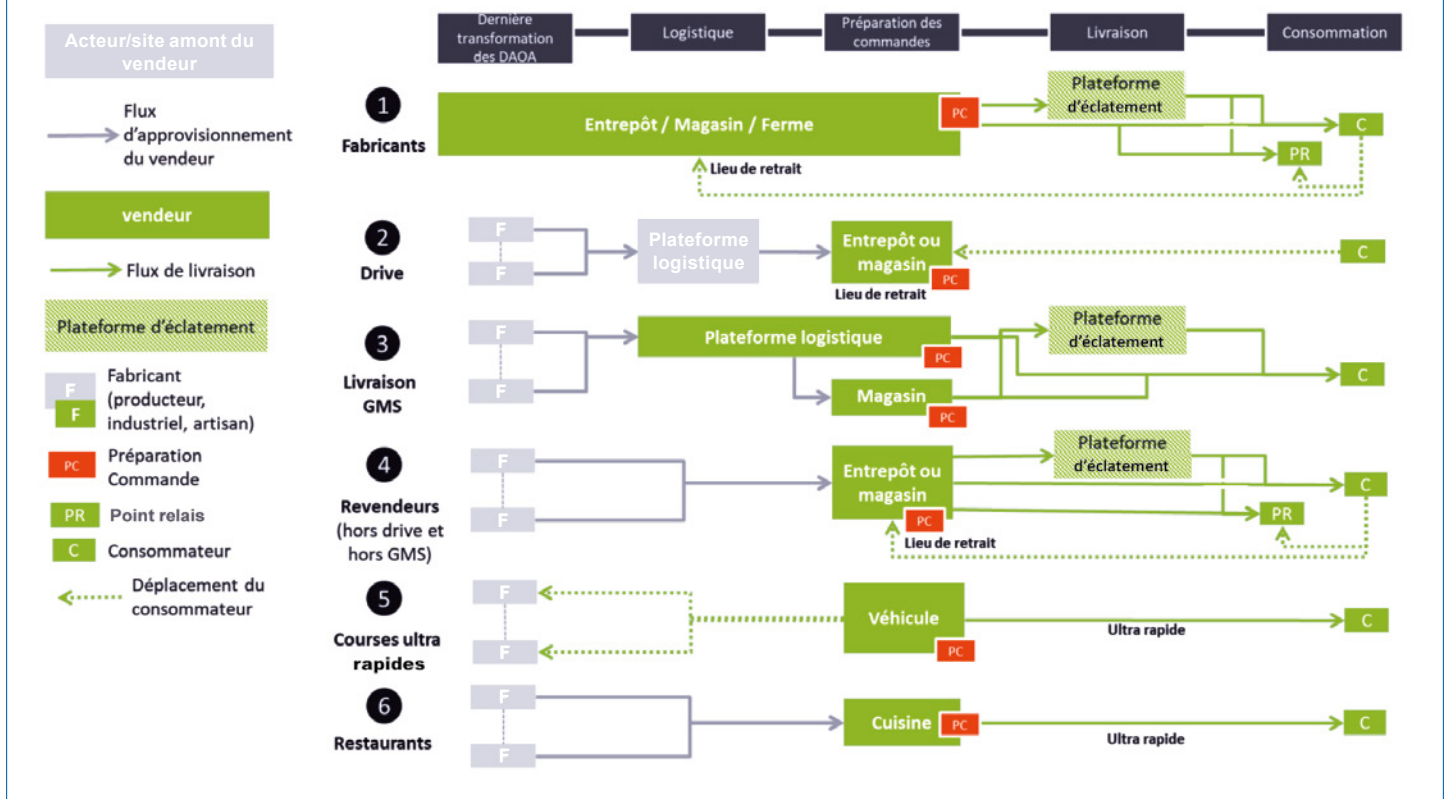 Acteur/site amont du
vendeur
Flux
d'approvisionnement
du vendeur
vendeur
Flux de livraison
Plateforme d'éclatement
F
F
Fabricant
(producteur,
industriel, artisan)
PC
Préparation
Commande
PR
Point relais
C
Consommateur
Déplacement du
consommateur
Dernière
transformation
des DAOA
Logistique
Préparation des
commandes
Livraison
Consommation
1
Fabricants
Entrepôt / Magasin / Ferme
PC
Plateforme
d'éclatement
C
PR
Lieu de retrait
2
Drive
F
F
Plateforme
logistique
Entrepôt ou
magasin
PC
Lieu de retrait
C
3
Livraison
GMS
F
F
Plateforme logistique
PC
Magasin
PC
Plateforme
d'éclatement
C
4
Revendeurs
(hors drive et
hors GMS)
F
F
Entrepôt ou
magasin
PC
Lieu de retrait
Plateforme
d'éclatement
C
PR
5
Courses ultra
rapides
F
F
Véhicule
PC
Ultra rapide
C
6
Restaurants
F
F
Cuisine
PC
Ultra rapide
C